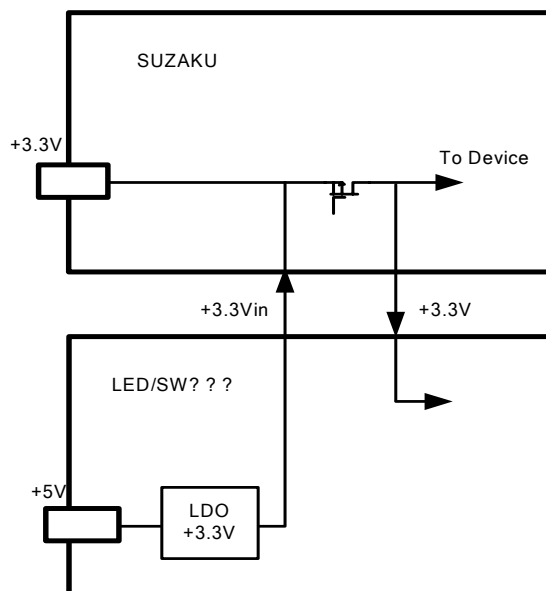 SUZAKU
+3.3V
To Device
+3.3Vin
+3.3V
LED/SW? ? ?
+5V
LDO
+3.3V